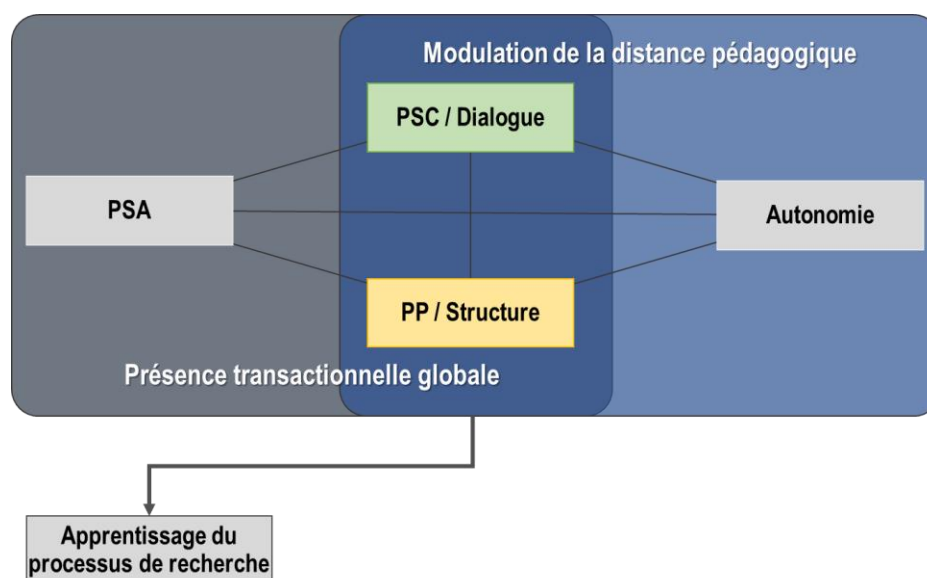 Modulation de la distance pédagogique
PSC / Dialogue
PSA
Autonomie
PP / Structure
Présence transactionnelle globale
Apprentissage du
processus de recherche